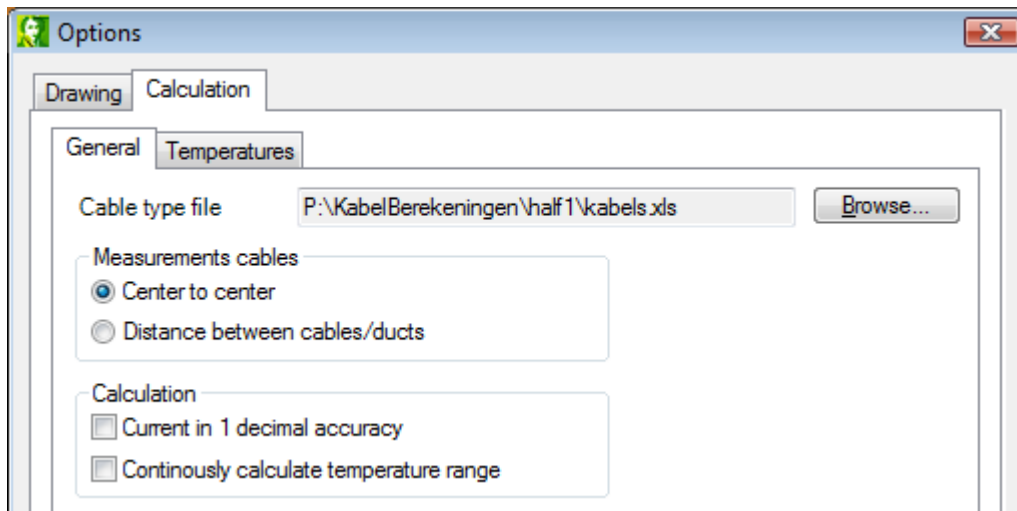 Options
Drawing Calculation
General Temperatures
Cable type file P:\KabelBerekeningen\half1\kabels.xls Browse...
Measurements cables
Center to center
Distance between cables/ducts
Calculation
Current in 1 decimal accuracy
Continously calculate temperature range